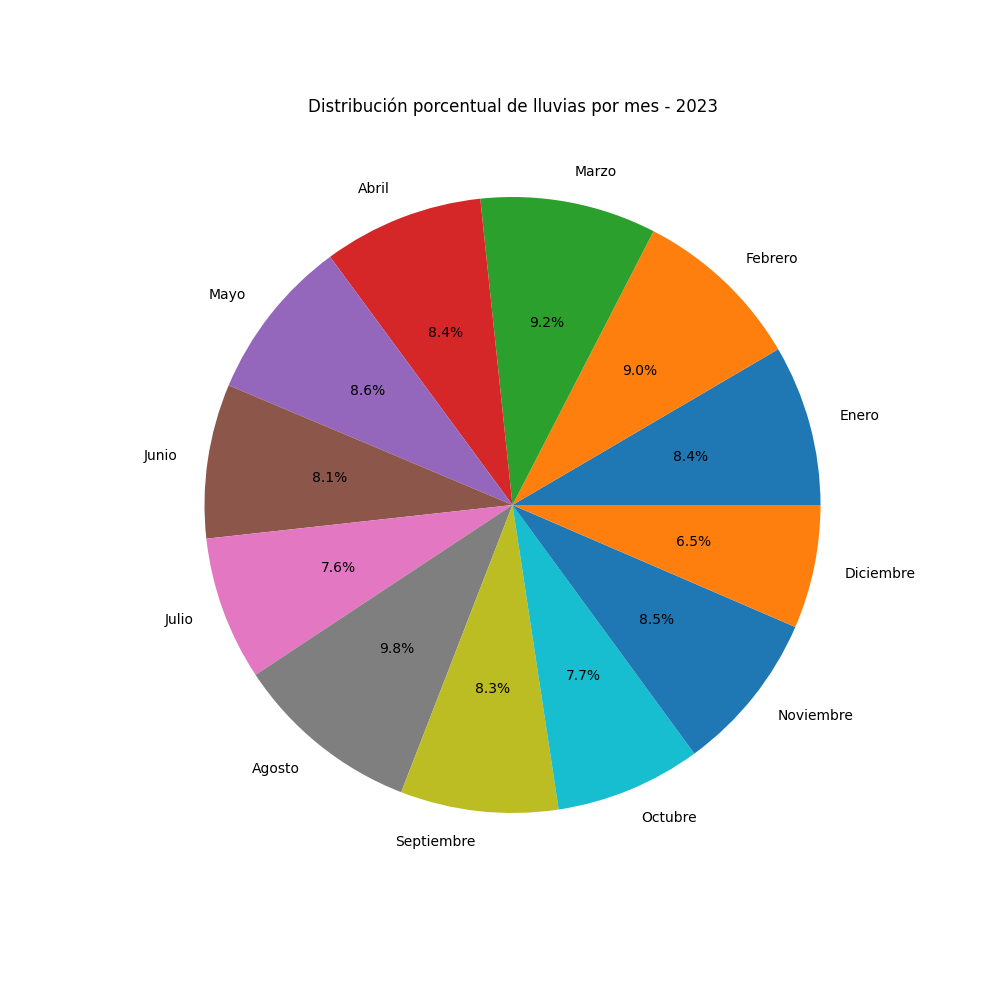 Distribución porcentual de lluvias por mes - 2023
Marzo
Abril
Febrero
Mayo
9.2%
8.4%
9.0%
8.6%
Enero
Junio
8.4%
8.1%
6.5%
7.6%
Diciembre
Julio
8.5%
9.8%
7.7%
8.3%
Noviembre
Agosto
Octubre
Septiembre